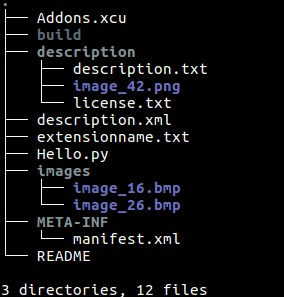 .
├── Addons.xcu
├── build
├── description
│   ├── description.txt
│   ├── image_42.png
│   └── license.txt
├── description.xml
├── extensionname.txt
├── Hello.py
├── images
│   ├── image_16.bmp
│   └── image_26.bmp
├── META-INF
│   └── manifest.xml
└── README

3 directories, 12 files